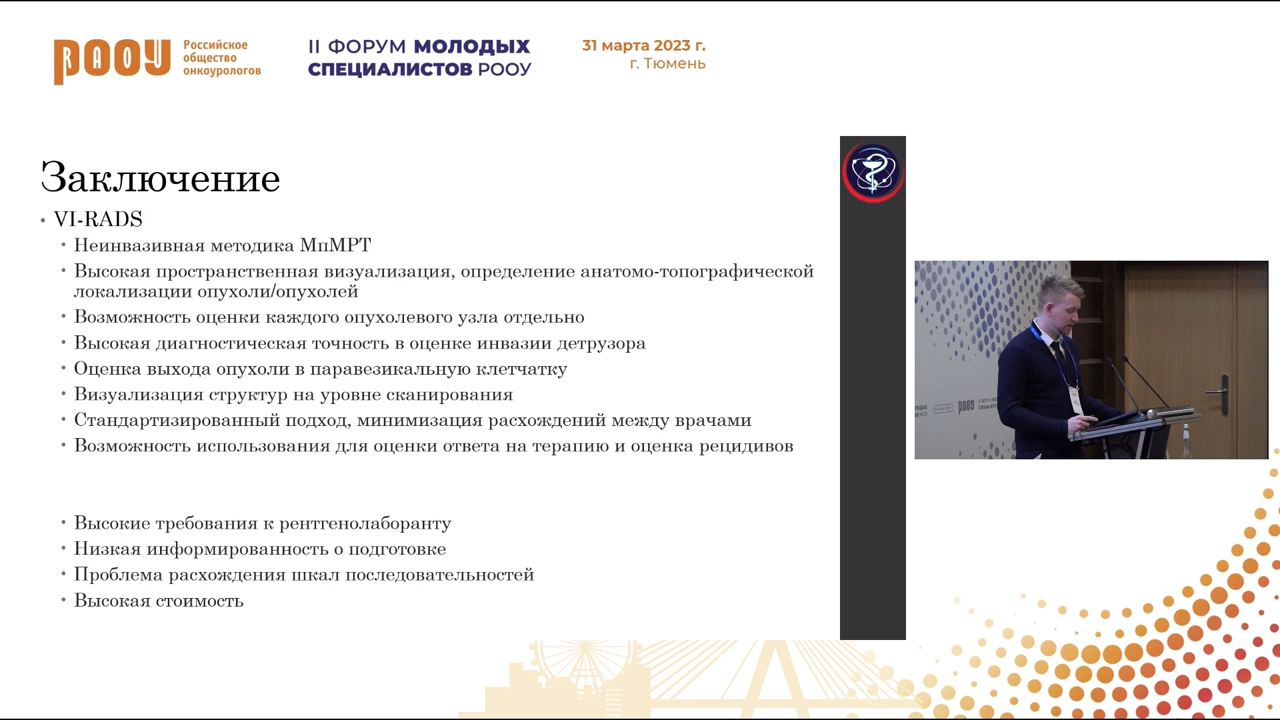 РООУ
RAOU
Российское
общество
онкоурологов
II ФОРУМ МОЛОДЫХ
СПЕЦИАЛИСТОВ РООУ
31 марта 2023 г.
г. Тюмень
Заключение
• VI-RADS
• Неинвазивная методика МпМРТ
• Высокая пространственная визуализация, определение анатомо-топографической
локализации опухоли/опухолей
• Возможность оценки каждого опухолевого узла отдельно
• Высокая диагностическая точность в оценке инвазии детрузора
• Оценка выхода опухоли в паравезикальную клетчатку
• Визуализация структур на уровне сканирования
• Стандартизированный подход, минимизация расхождений между врачами
• Возможность использования для оценки ответа на терапию и оценка рецидивов
• Высокие требования к рентгенолаборанту
• Низкая информированность о подготовке
• Проблема расхождения шкал последовательностей
• Высокая стоимость
РООУ